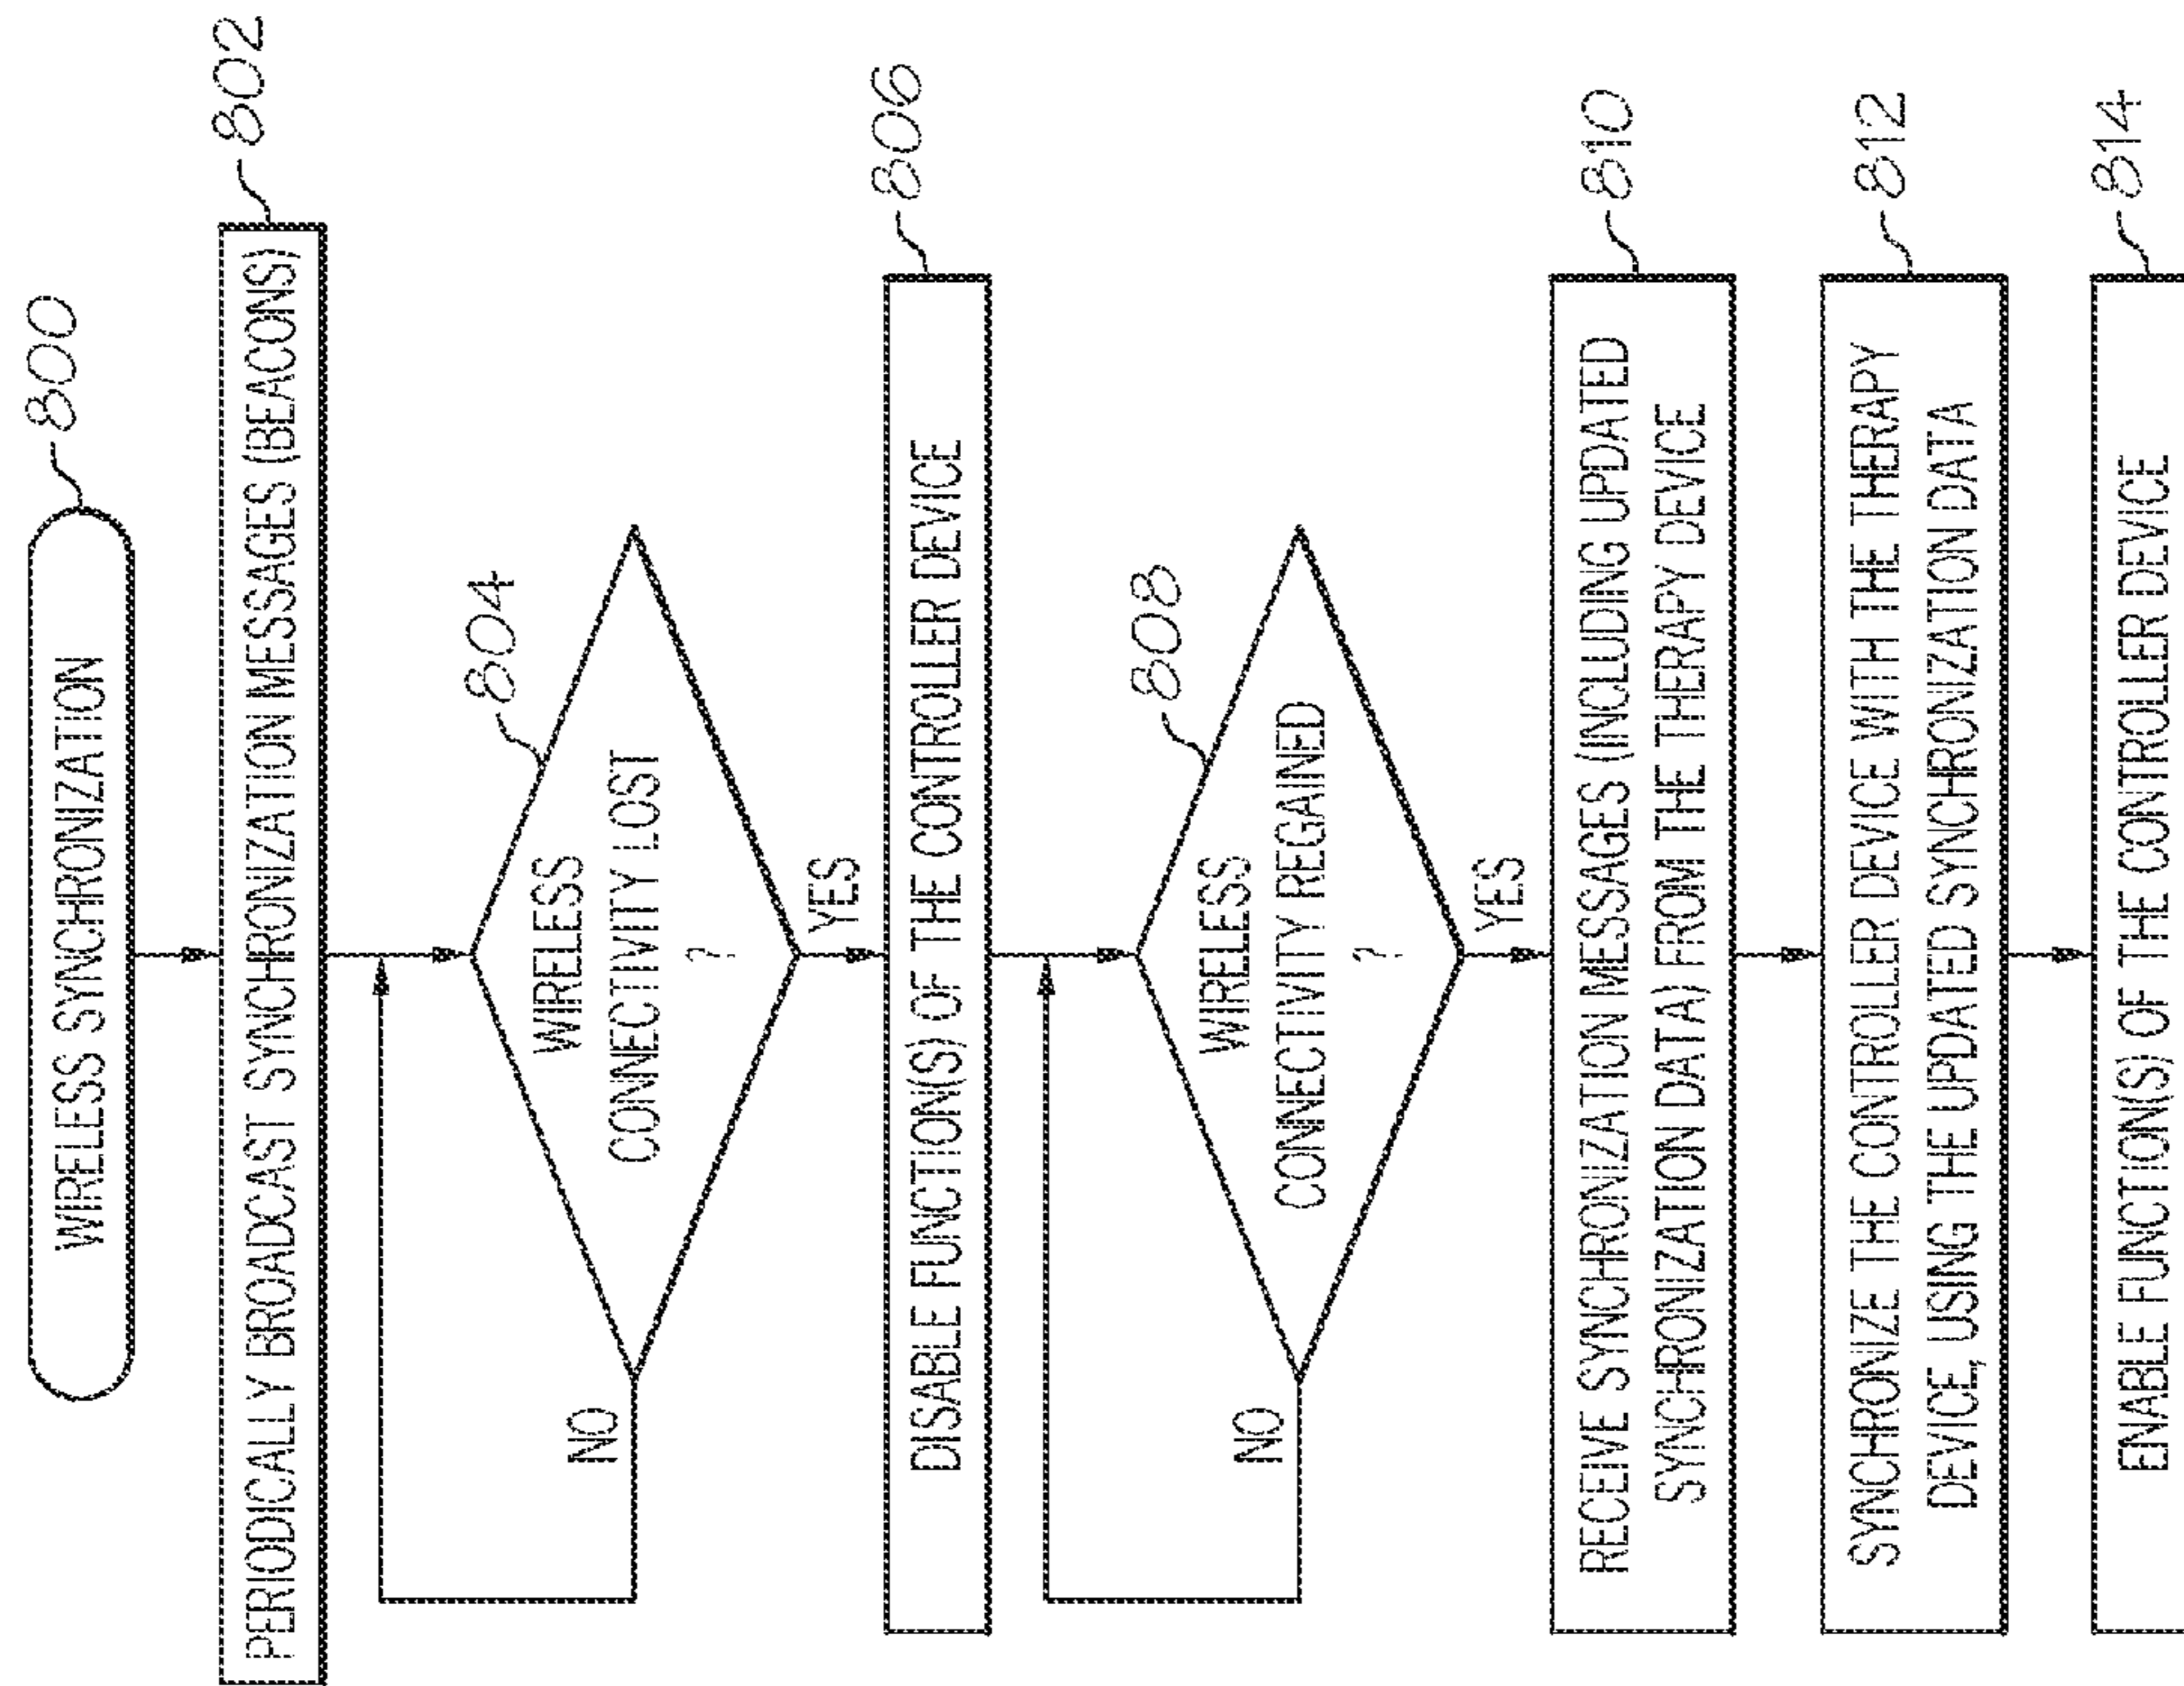 WIRELESS SYNCHRONIZATION
800
PERIODICALLY BROADCAST SYNCHRONIZATION MESSAGES (BEACONS)
802
WIRELESS
CONNECTIVITY LOST
?
804
NO
YES
DISABLE FUNCTION(S) OF THE CONTROLLER DEVICE
806
WIRELESS
CONNECTIVITY REGAINED
?
808
NO
YES
RECEIVE SYNCHRONIZATION MESSAGES (INCLUDING UPDATED
SYNCHRONIZATION DATA) FROM THE THERAPY DEVICE
810
SYNCHRONIZE THE CONTROLLER DEVICE WITH THE THERAPY
DEVICE, USING THE UPDATED SYNCHRONIZATION DATA
812
ENABLE FUNCTION(S) OF THE CONTROLLER DEVICE
814